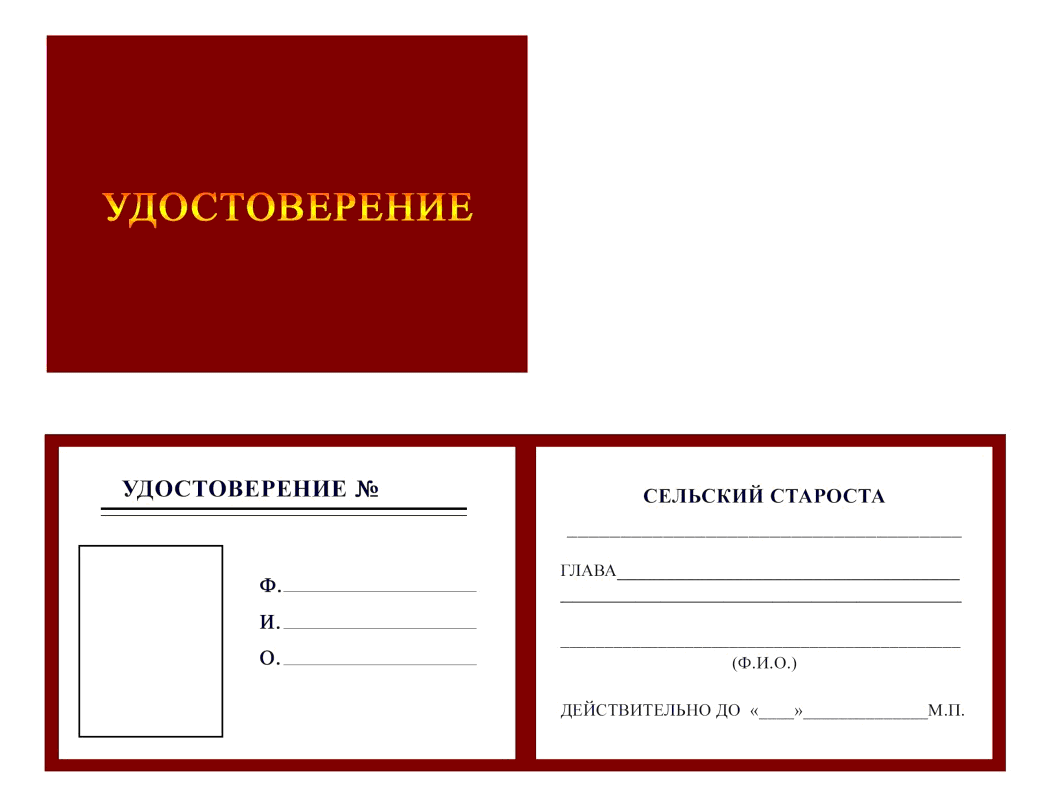 УДОСТОВЕРЕНИЕ
УДОСТОВЕРЕНИЕ №
Ф.
И.
О.
СЕЛЬСКИЙ СТАРОСТА
ГЛАВА
(Ф.И.О.)
ДЕЙСТВИТЕЛЬНО ДО «____»______________М.П.